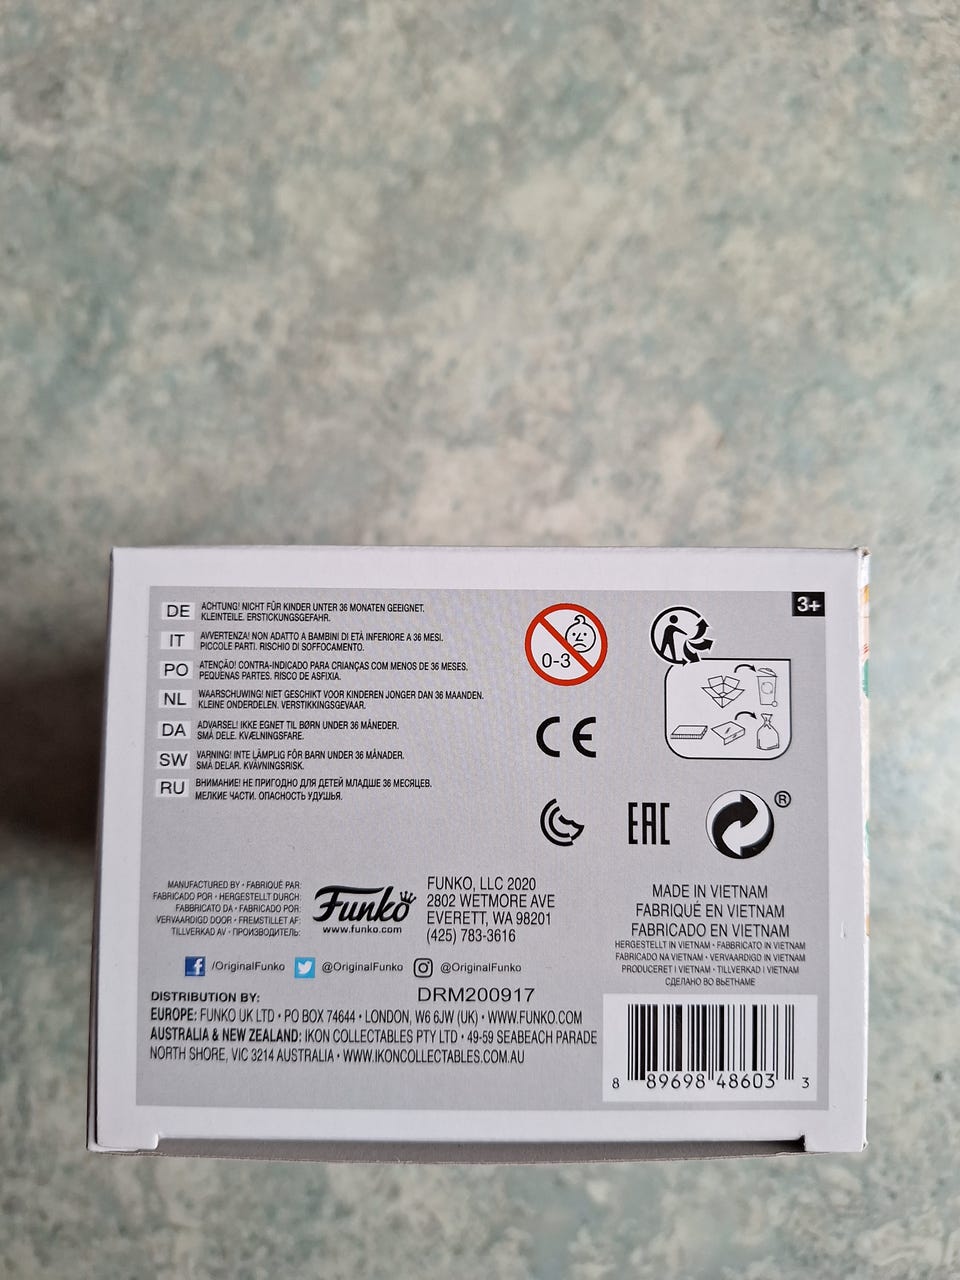 3+
DE
ACHTUNG! NICHT FÜR KINDER UNTER 36 MONATEN GEEIGNET.
KLEINTEILE. ERSTICKUNGSGEFAHR.
IT
AVVERTENZA! NON ADATTO A BAMBINI DI ETÀ INFERIORE A 36 MESI.
PICCOLE PARTI. RISCHIO DI SOFFOCAMENTO.
PO
ATENÇÃO! CONTRA-INDICADO PARA CRIANÇAS COM MENOS DE 36 MESES.
PEQUENAS PARTES. RISCO DE ASFIXIA.
NL
WAARSCHUWING! NIET GESCHIKT VOOR KINDEREN JONGER DAN 36 MAANDEN.
KLEINE ONDERDELEN. VERSTIKKINGSGEVAAR.
DA
ADVARSEL! IKKE EGNET TIL BØRN UNDER 36 MÅNEDER.
SMÅ DELE. KVÆLNINGSFARE.
SW
VARNING! INTE LÄMPLIG FÖR BARN UNDER 36 MÅNADER.
SMÅ DELAR. KVÄVNINGSRISK.
RU
ВНИМАНИЕ! НЕ ПРИГОДНО ДЛЯ ДЕТЕЙ МЛАДШЕ 36 МЕСЯЦЕВ.
МЕЛКИЕ ЧАСТИ. ОПАСНОСТЬ УДУШЬЯ.
0-3
CE
EAC
®
MANUFACTURED BY • FABRIQUÉ PAR:
FABRICADO POR • HERGESTELLT DURCH:
FABBRICATO DA • FABRICADO POR:
VERVAARDIGD DOOR • FREMSTILLET AF:
TILLVERKAD AV • ПРОИЗВОДИТЕЛЬ:
Funko
www.funko.com
FUNKO, LLC 2020
2802 WETMORE AVE
EVERETT, WA 98201
(425) 783-3616
/OriginalFunko @OriginalFunko @OriginalFunko
DRM200917
DISTRIBUTION BY:
EUROPE: FUNKO UK LTD • PO BOX 74644 • LONDON, W6 6JW (UK) • WWW.FUNKO.COM
AUSTRALIA & NEW ZEALAND: IKON COLLECTABLES PTY LTD • 49-59 SEABEACH PARADE
NORTH SHORE, VIC 3214 AUSTRALIA • WWW.IKONCOLLECTABLES.COM.AU
MADE IN VIETNAM
FABRIQUÉ EN VIETNAM
FABRICADO EN VIETNAM
HERGESTELLT IN VIETNAM • FABBRICATO IN VIETNAM
FABRICADO NA VIETNAM • VERVAARDIGD IN VIETNAM
PRODUCERET I VIETNAM • TILLVERKAD I VIETNAM
СДЕЛАНО ВО ВЬЕТНАМЕ
8 89698 48603 3